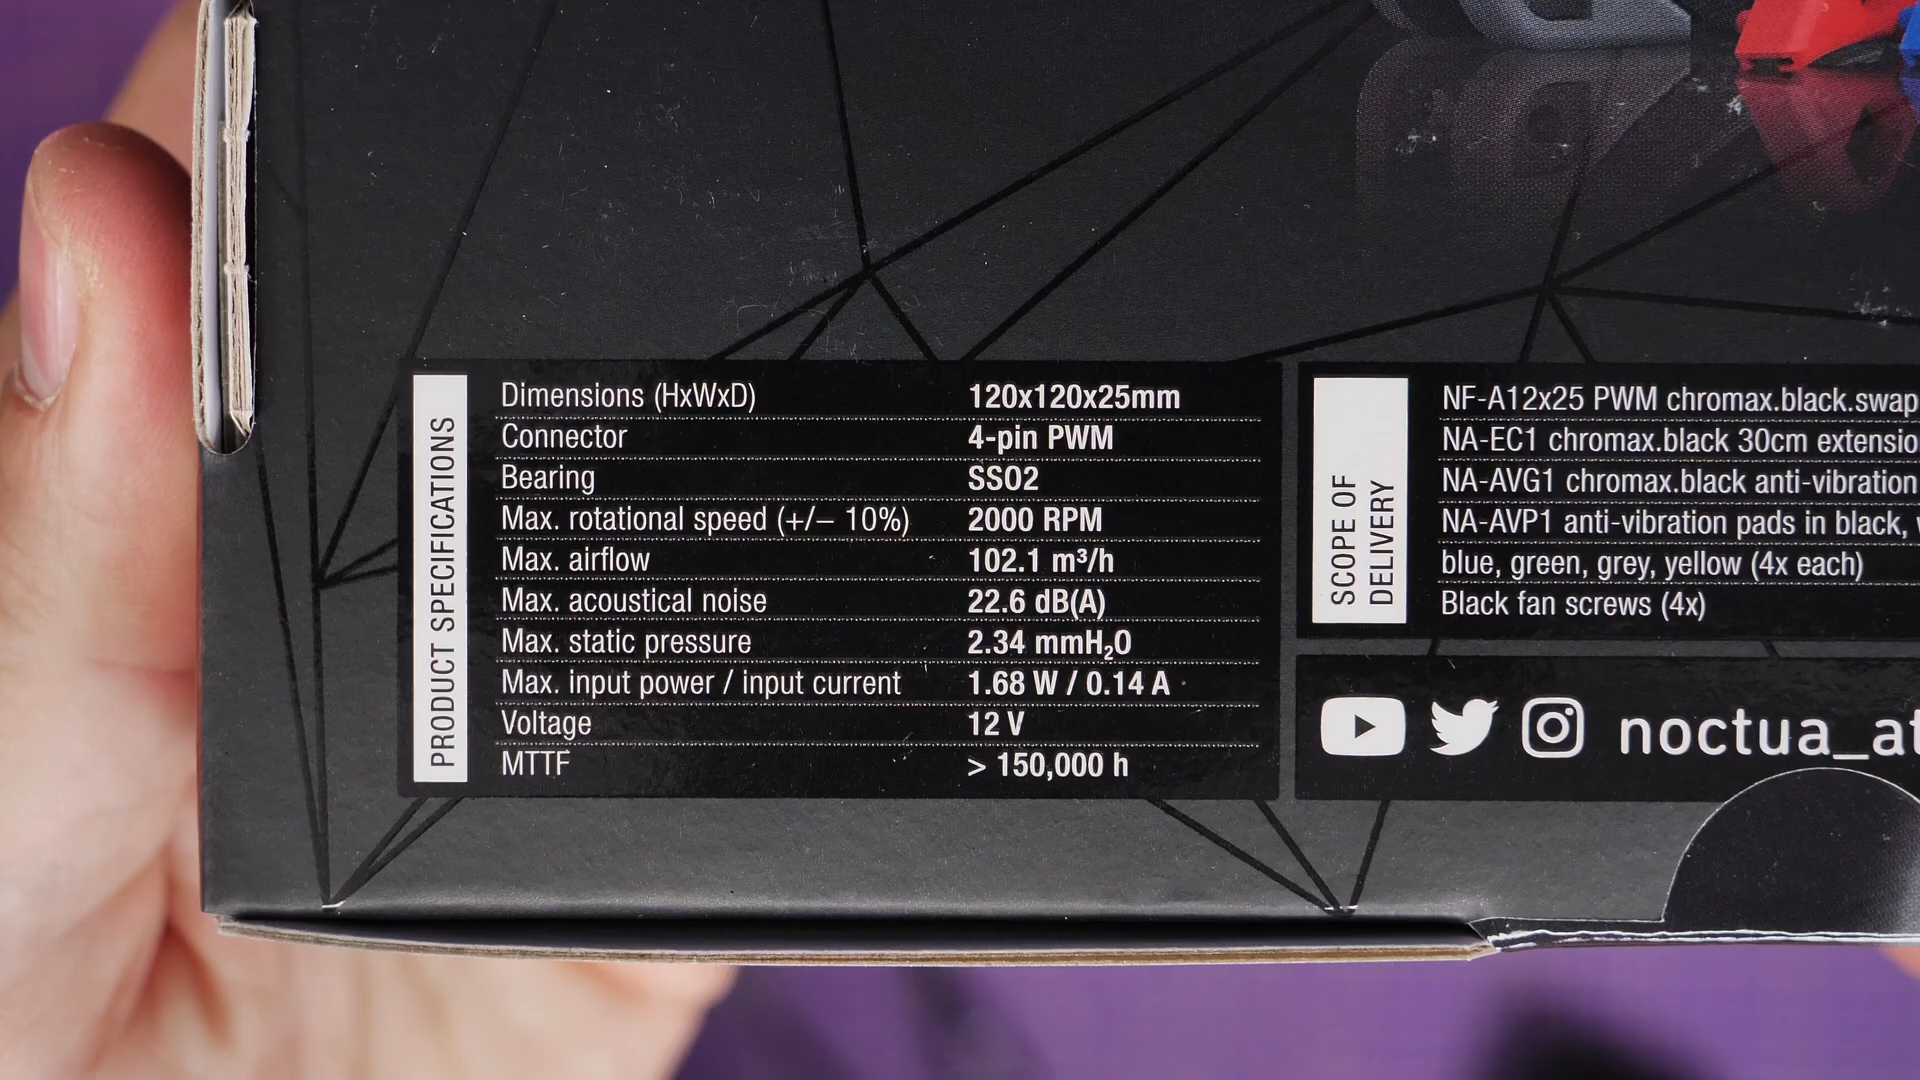 PRODUCT SPECIFICATIONS
Dimensions (HxWxD) 120x120x25mm
Connector 4-pin PWM
Bearing SSO2
Max. rotational speed (+/– 10%) 2000 RPM
Max. airflow 102.1 m³/h
Max. acoustical noise 22.6 dB(A)
Max. static pressure 2.34 mmH₂O
Max. input power / input current 1.68 W / 0.14 A
Voltage 12 V
MTTF > 150,000 h
SCOPE OF
DELIVERY
NF-A12x25 PWM chromax.black.swap
NA-EC1 chromax.black 30cm extensio
NA-AVG1 chromax.black anti-vibration
NA-AVP1 anti-vibration pads in black,
blue, green, grey, yellow (4x each)
Black fan screws (4x)
noctua_at